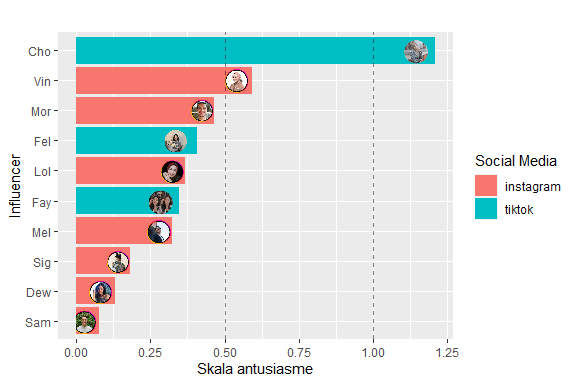 Cho
Vin
Mor
Fel
Lol
Fay
Mel
Sig
Dew
Sam
Influencer
0.00 0.25 0.50 0.75 1.00 1.25
Skala antusiasme
Social Media
instagram
tiktok